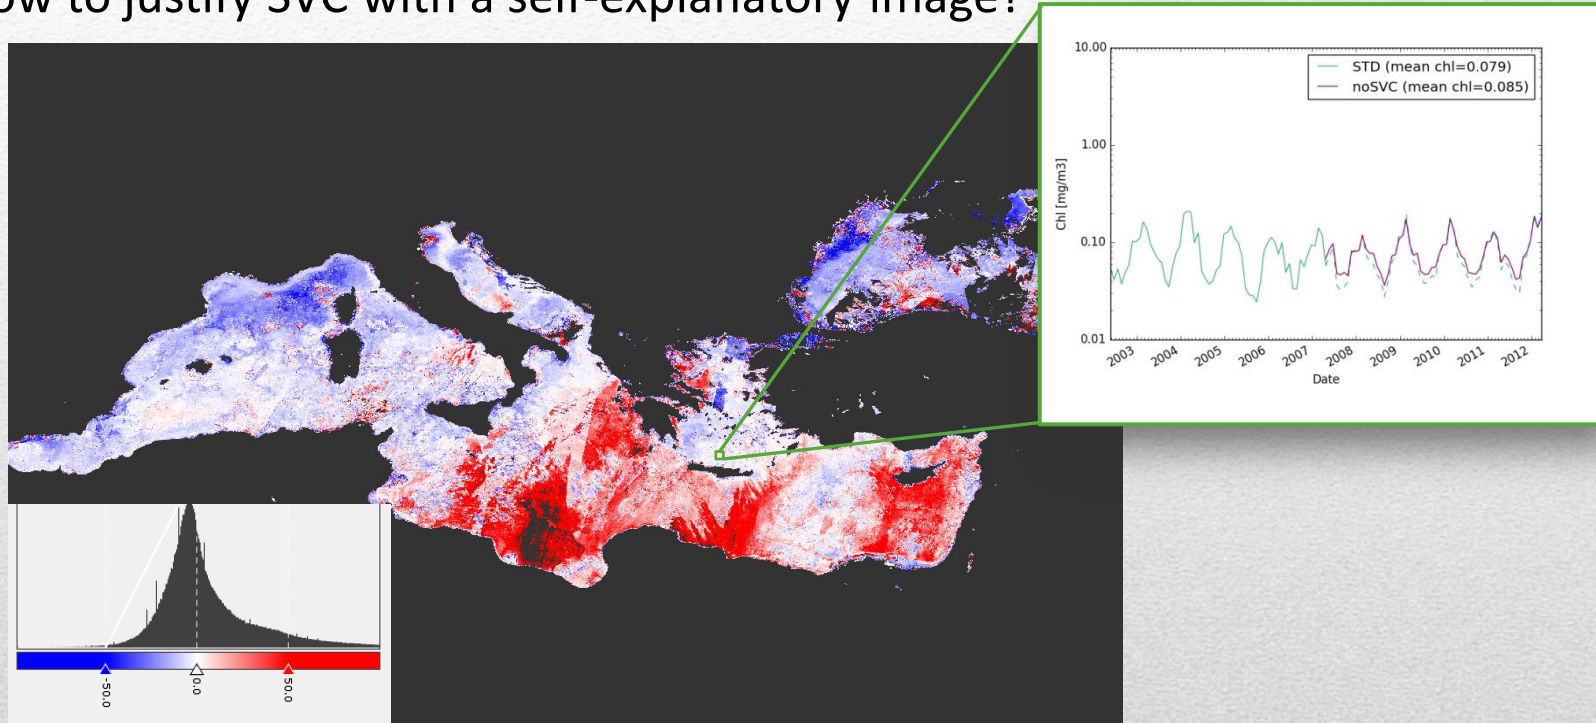 to justify SVC with a self-explanatory image?
10.00
1.00
0.10
0.01
Chl [mg/m3]
STD (mean chl=0.079)
noSVC (mean chl=0.085)
2003 2004 2005 2006 2007 2008 2009 2010 2011 2012
Date
-50.0 0.0 50.0